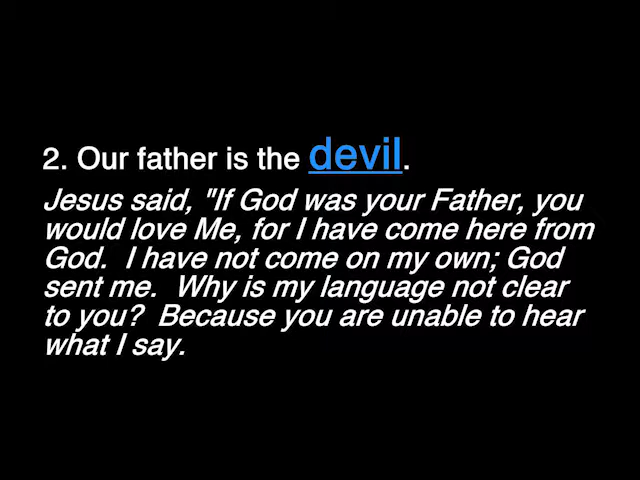 2. Our father is the devil.
Jesus said, "If God was your Father, you
would love Me, for I have come here from
God.  I have not come on my own; God
sent me.  Why is my language not clear
to you?  Because you are unable to hear
what I say.